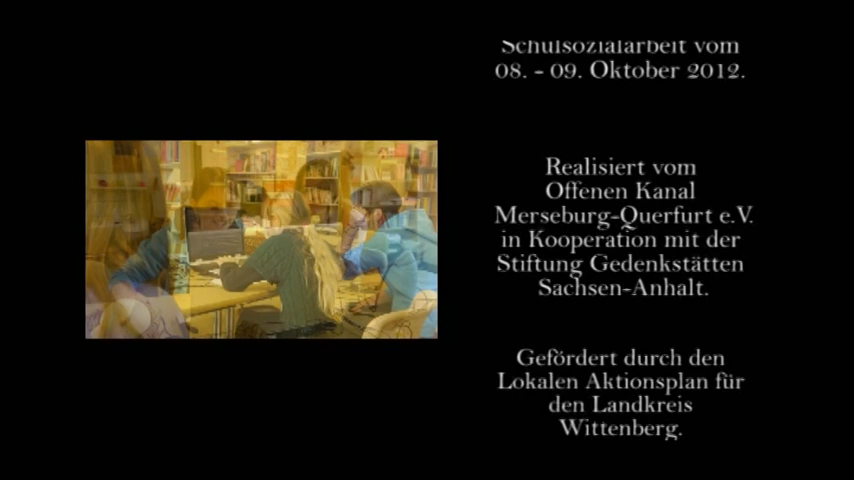 Schulsozialarbeit vom
08. - 09. Oktober 2012.
Realisiert vom
Offenen Kanal
Merseburg-Querfurt e.V.
in Kooperation mit der
Stiftung Gedenkstätten
Sachsen-Anhalt.
Gefördert durch den
Lokalen Aktionsplan für
den Landkreis
Wittenberg.